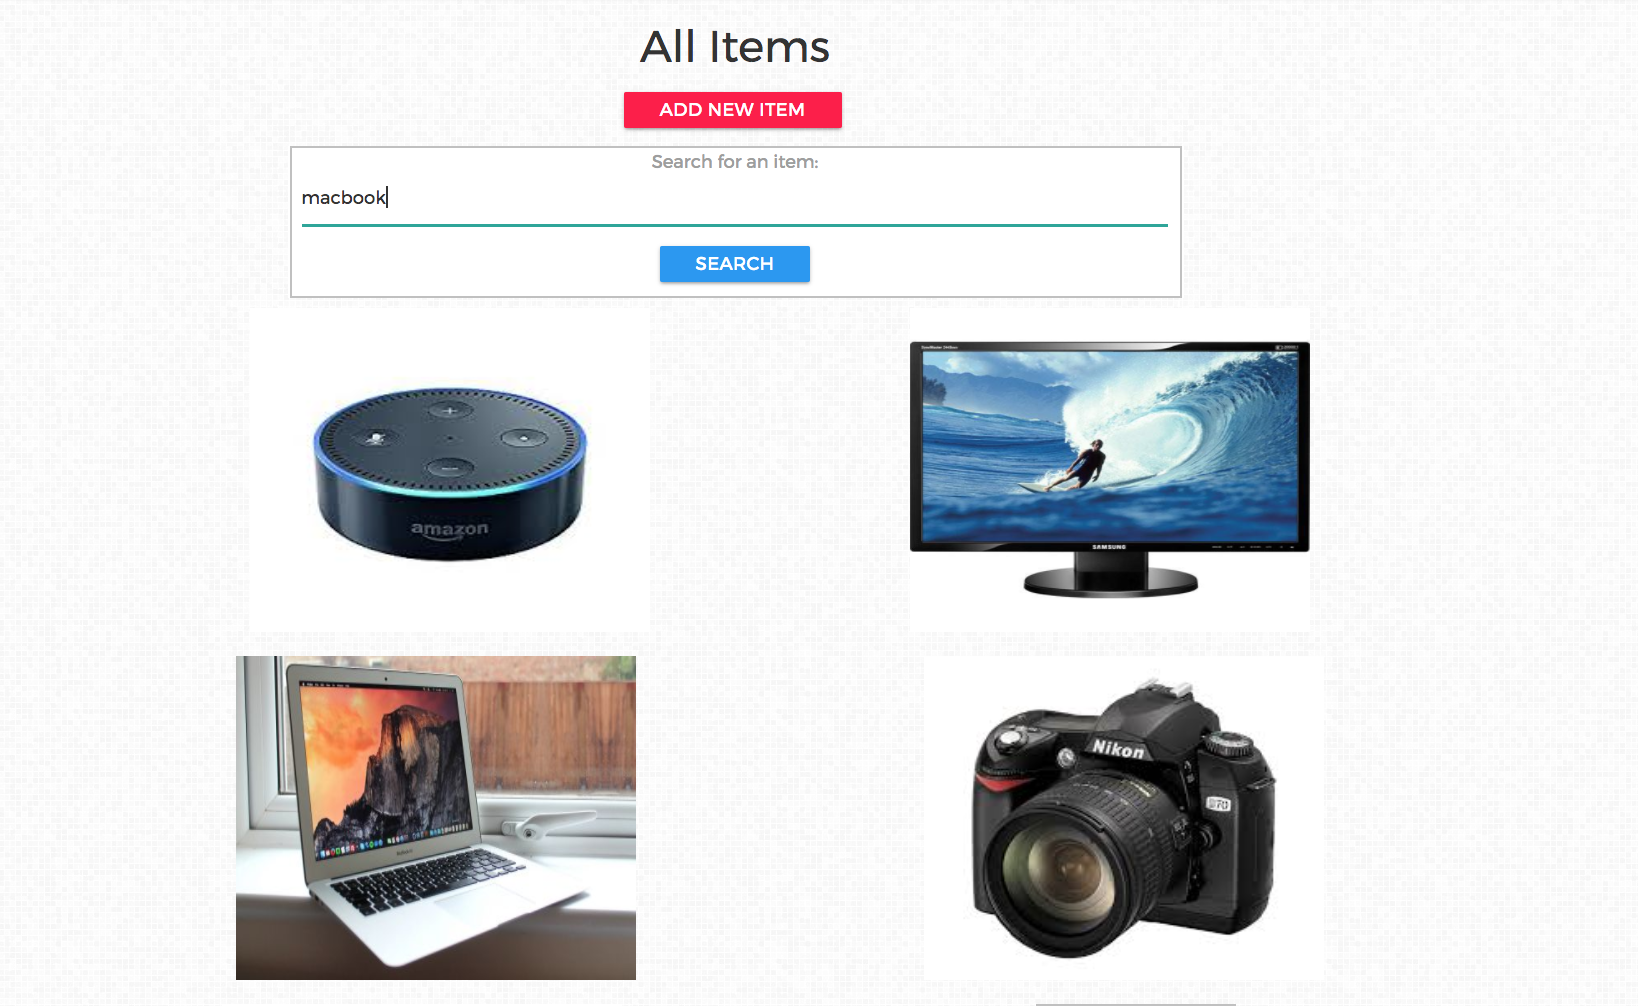 All Items
ADD NEW ITEM
Search for an item:
macbook
SEARCH
amazon
SAMSUNG
Nikon
D70